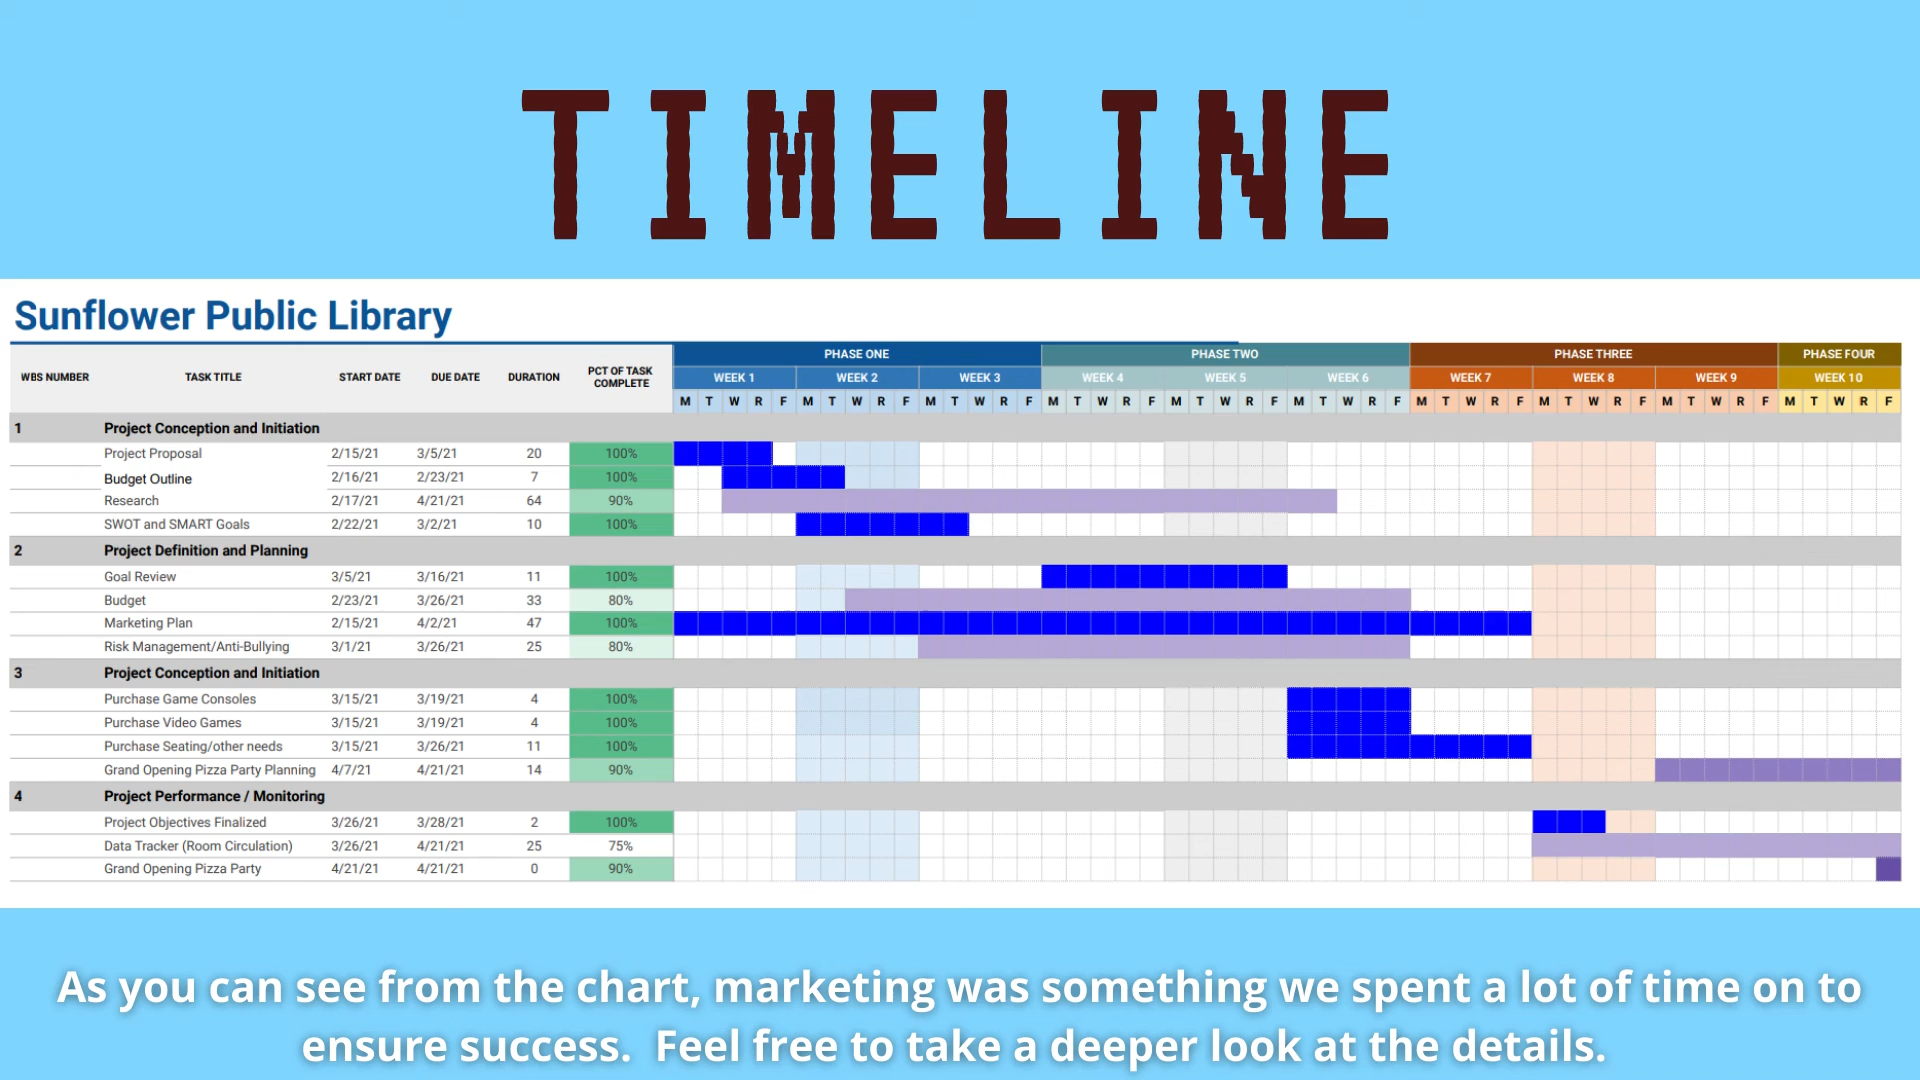 TIMELINE
Sunflower Public Library
WBS NUMBER TASK TITLE START DATE DUE DATE DURATION PCT OF TASK COMPLETE
PHASE ONE PHASE TWO PHASE THREE PHASE FOUR
WEEK 1 WEEK 2 WEEK 3 WEEK 4 WEEK 5 WEEK 6 WEEK 7 WEEK 8 WEEK 9 WEEK 10
M T W R F M T W R F M T W R F M T W R F M T W R F M T W R F M T W R F M T W R F M T W R F M T W R F
1 Project Conception and Initiation
Project Proposal 2/15/21 3/5/21 20 100%
Budget Outline 2/16/21 2/23/21 7 100%
Research 2/17/21 4/21/21 64 90%
SWOT and SMART Goals 2/22/21 3/2/21 10 100%
2 Project Definition and Planning
Goal Review 3/5/21 3/16/21 11 100%
Budget 2/23/21 3/26/21 33 80%
Marketing Plan 2/15/21 4/2/21 47 100%
Risk Management/Anti-Bullying 3/1/21 3/26/21 25 80%
3 Project Conception and Initiation
Purchase Game Consoles 3/15/21 3/19/21 4 100%
Purchase Video Games 3/15/21 3/19/21 4 100%
Purchase Seating/other needs 3/15/21 3/26/21 11 100%
Grand Opening Pizza Party Planning 4/7/21 4/21/21 14 90%
4 Project Performance / Monitoring
Project Objectives Finalized 3/26/21 3/28/21 2 100%
Data Tracker (Room Circulation) 3/26/21 4/21/21 25 75%
Grand Opening Pizza Party 4/21/21 4/21/21 0 90%
As you can see from the chart, marketing was something we spent a lot of time on to
ensure success. Feel free to take a deeper look at the details.